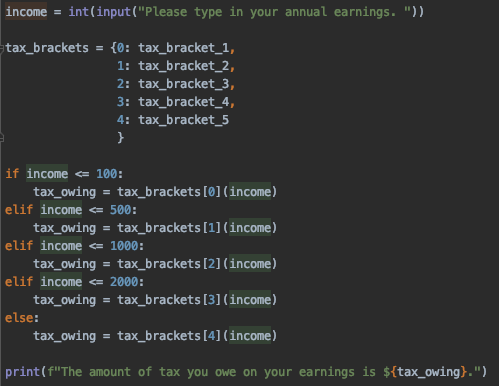 income = int(input("Please type in your annual earnings. "))
tax_brackets = {0: tax_bracket_1,
1: tax_bracket_2,
2: tax_bracket_3,
3: tax_bracket_4,
4: tax_bracket_5
}
if income <= 100:
tax_owing = tax_brackets[0](income)
elif income <= 500:
tax_owing = tax_brackets[1](income)
elif income <= 1000:
tax_owing = tax_brackets[2](income)
elif income <= 2000:
tax_owing = tax_brackets[3](income)
else:
tax_owing = tax_brackets[4](income)
print(f"The amount of tax you owe on your earnings is ${tax_owing}.")